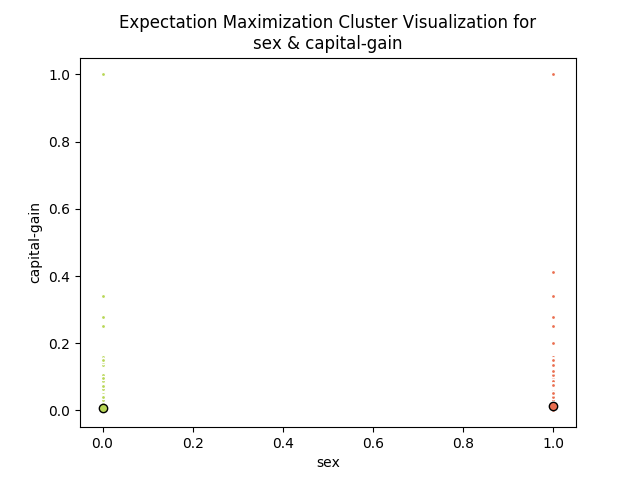 Expectation Maximization Cluster Visualization for
sex & capital-gain
1.0
0.8
0.6
0.4
0.2
0.0
capital-gain
0.0 0.2 0.4 0.6 0.8 1.0
sex